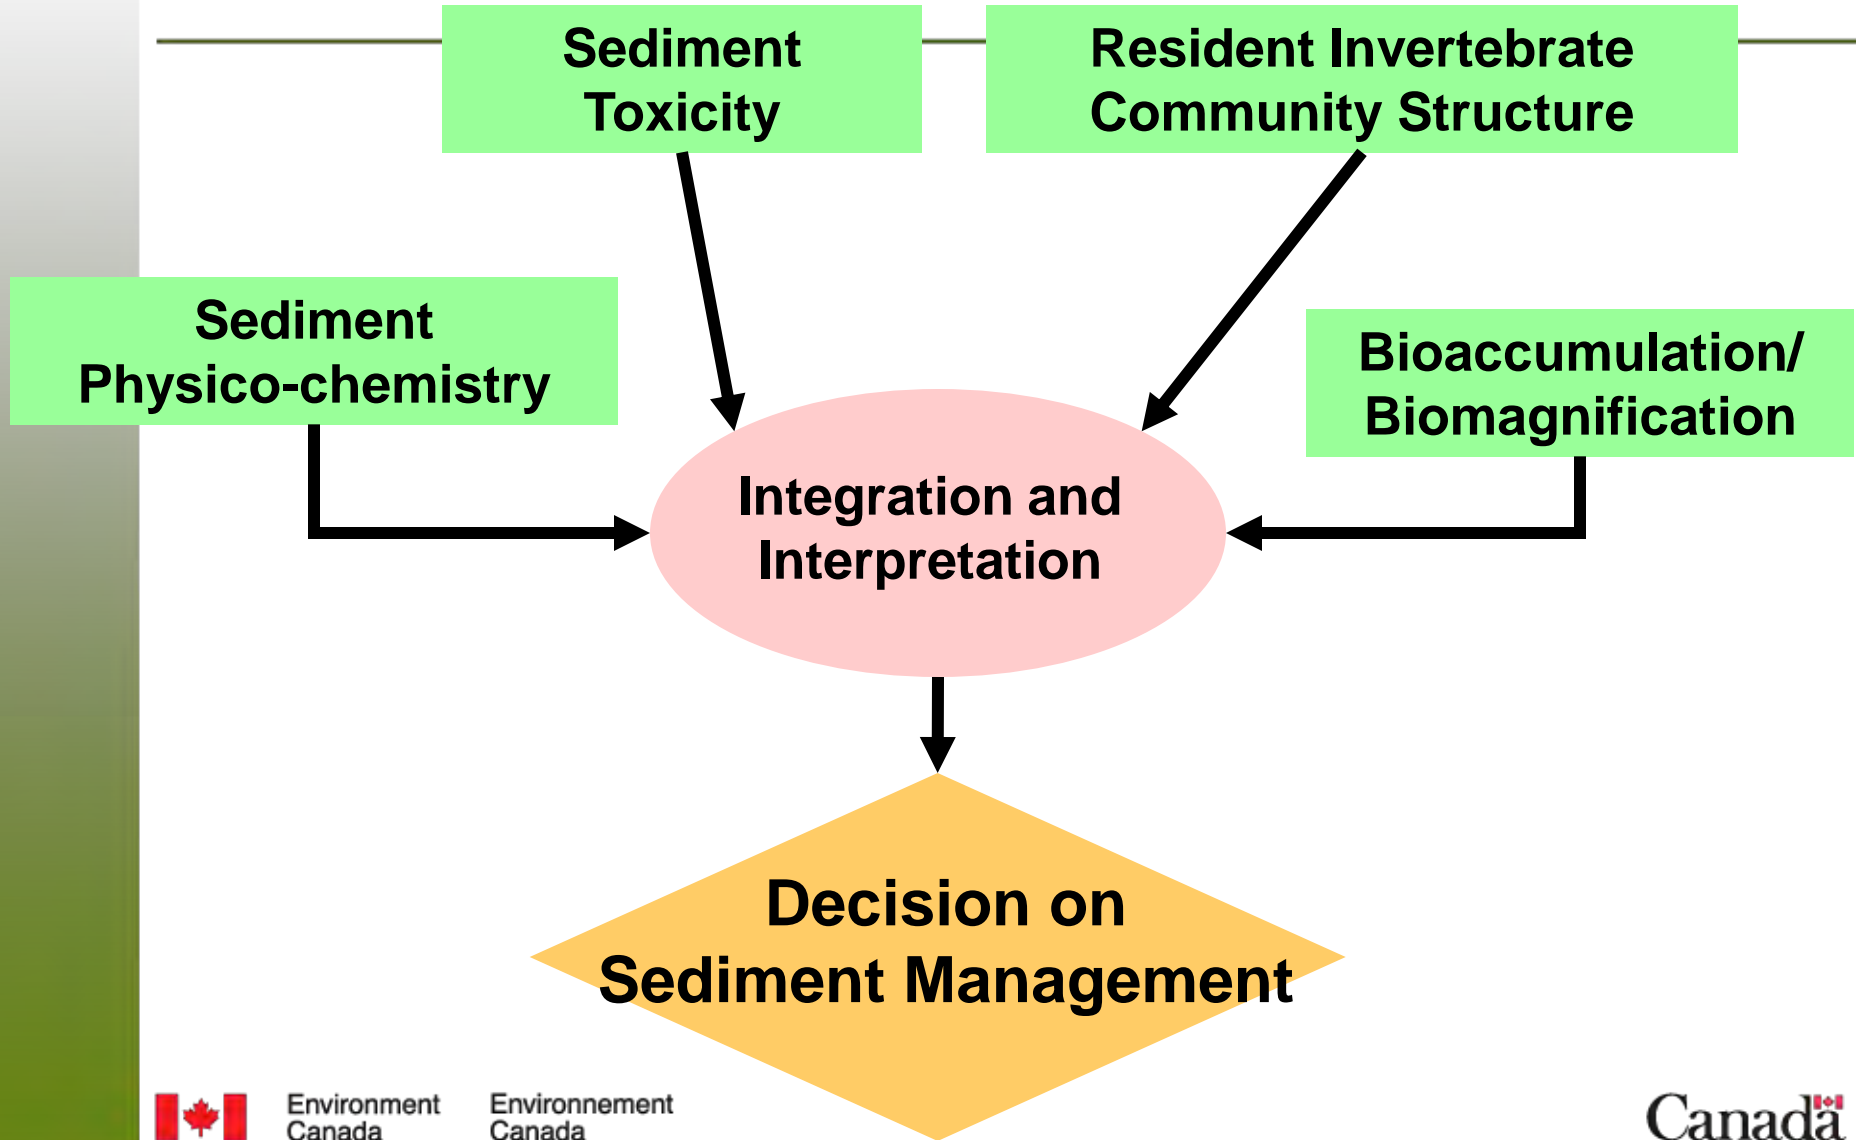 Sediment
Toxicity
Resident Invertebrate
Community Structure
Sediment
Physico-chemistry
Bioaccumulation/
Biomagnification
Integration and
Interpretation
Decision on
Sediment Management
Environment
Canada
Environnement
Canada
Canada